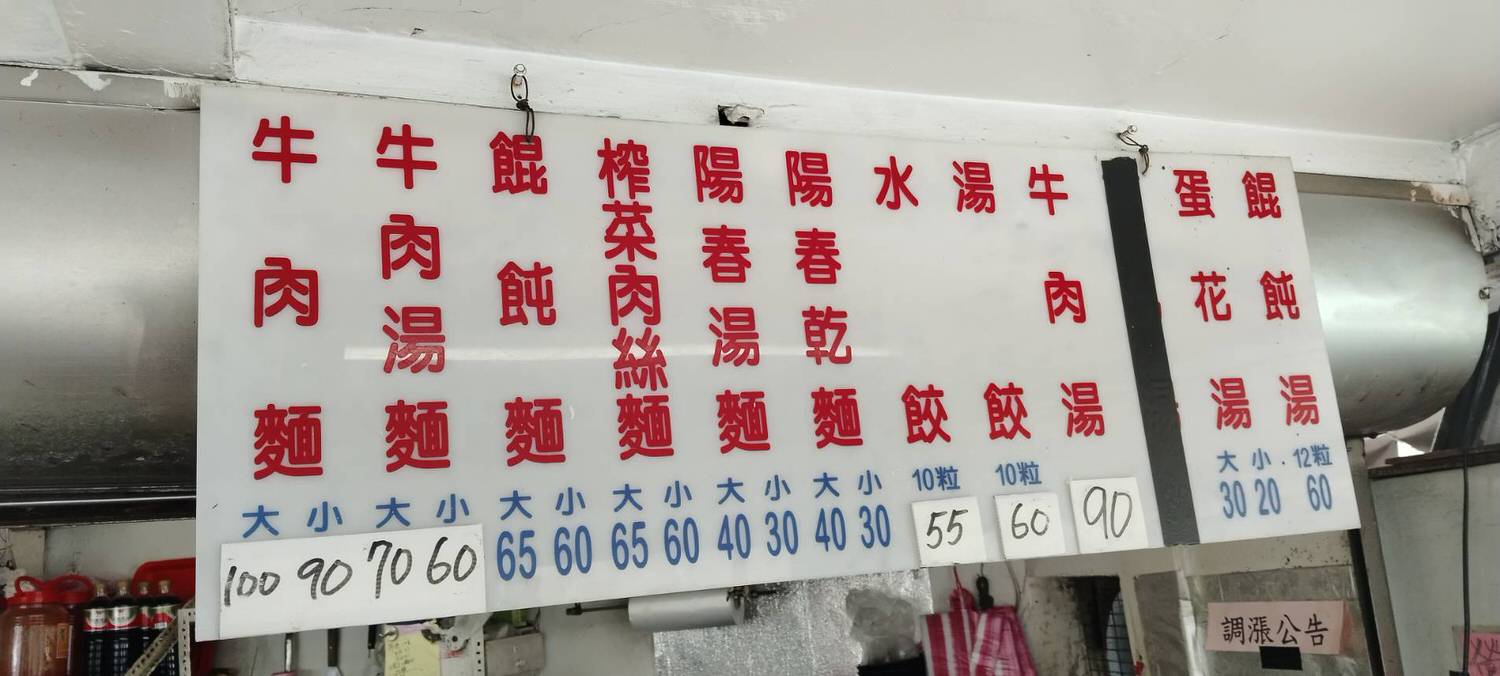 牛肉麵 大 小 100 90
牛肉湯麵 大 小 70 60
餛飩麵 大 小 65 60
榨菜肉絲麵 大 小 65 60
陽春湯麵 大 小 40 30
陽春乾麵 大 小 40 30
水餃 10粒 55
湯餃 10粒 60
牛肉湯 90
蛋花湯 大 小 30 20
餛飩湯 12粒 60
調漲公告